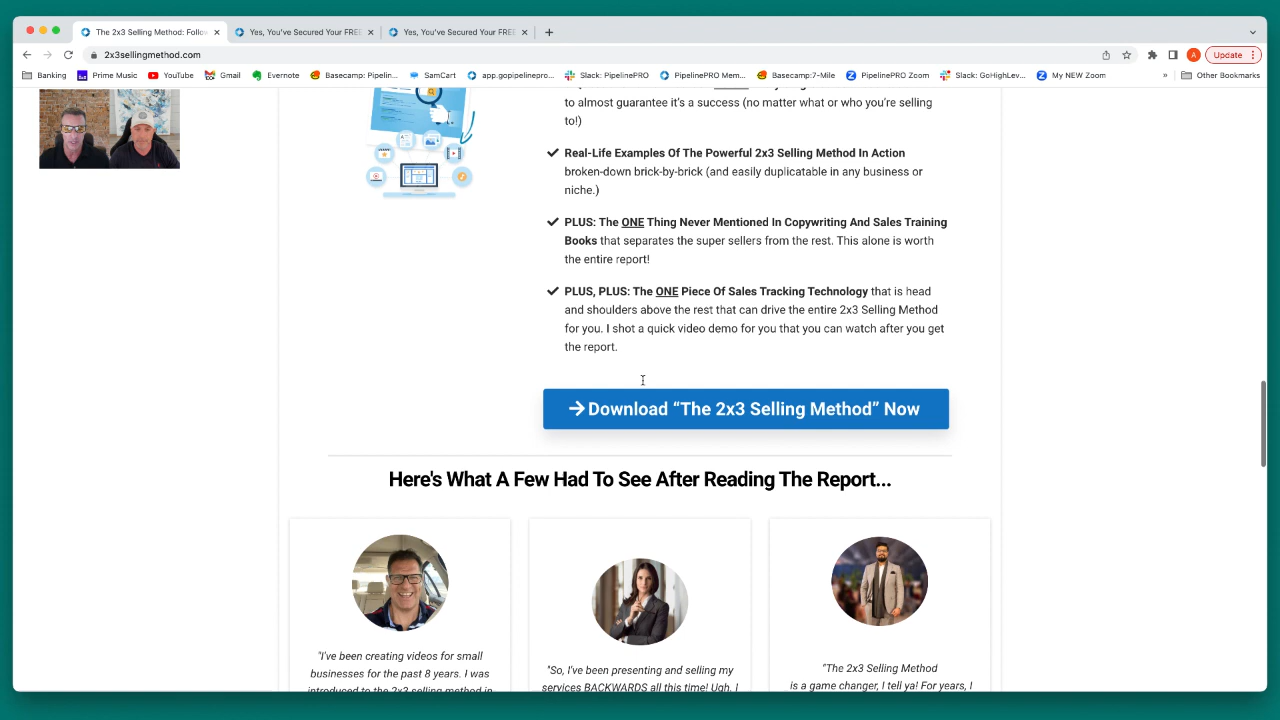 The 2x3 Selling Method: Follow
Yes, You've Secured Your FREE
Yes, You've Secured Your FREE
2x3sellingmethod.com
Update
Banking
Prime Music
YouTube
Gmail
Evernote
Basecamp: Pipelin...
SamCart
app.gopipelinepro...
Slack: PipelinePRO
PipelinePRO Mem...
Basecamp:7-Mile
PipelinePRO Zoom
Slack: GoHighLev...
My NEW Zoom
»
Other Bookmarks
to almost guarantee it's a success (no matter what or who you're selling
to!)
Real-Life Examples Of The Powerful 2x3 Selling Method In Action
broken-down brick-by-brick (and easily duplicatable in any business or
niche.)
PLUS: The ONE Thing Never Mentioned In Copywriting And Sales Training
Books that separates the super sellers from the rest. This alone is worth
the entire report!
PLUS, PLUS: The ONE Piece Of Sales Tracking Technology that is head
and shoulders above the rest that can drive the entire 2x3 Selling Method
for you. I shot a quick video demo for you that you can watch after you get
the report.
Download “The 2x3 Selling Method” Now
Here's What A Few Had To See After Reading The Report...
"I've been creating videos for small
businesses for the past 8 years. I was
introduced to the 2x3 selling method in
"So, I've been presenting and selling my
services BACKWARDS all this time! Ugh. I
"The 2x3 Selling Method
is a game changer, I tell ya! For years, I